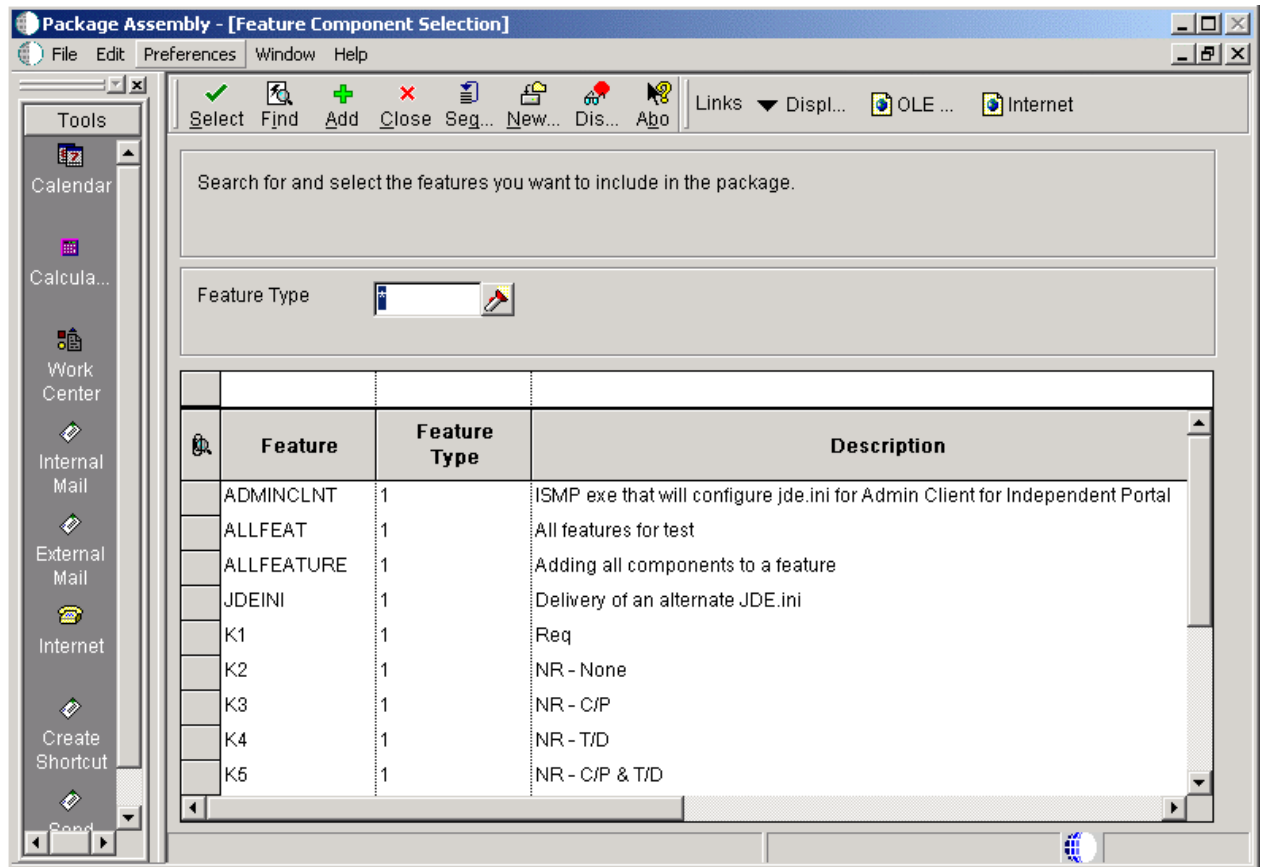 Package Assembly - [Feature Component Selection]
File Edit Preferences Window Help
Tools
Calendar
Calcula...
Work
Center
Internal
Mail
External
Mail
Internet
Create
Shortcut
Send
Select Find Add Close Seq... New... Dis... Abo Links Displ... OLE ... Internet
Search for and select the features you want to include in the package.
Feature Type *
Feature Feature Type Description
ADMINCLNT 1 ISMP exe that will configure jde.ini for Admin Client for Independent Portal
ALLFEAT 1 All features for test
ALLFEATURE 1 Adding all components to a feature
JDEINI 1 Delivery of an alternate JDE.ini
K1 1 Req
K2 1 NR - None
K3 1 NR - C/P
K4 1 NR - T/D
K5 1 NR - C/P & T/D